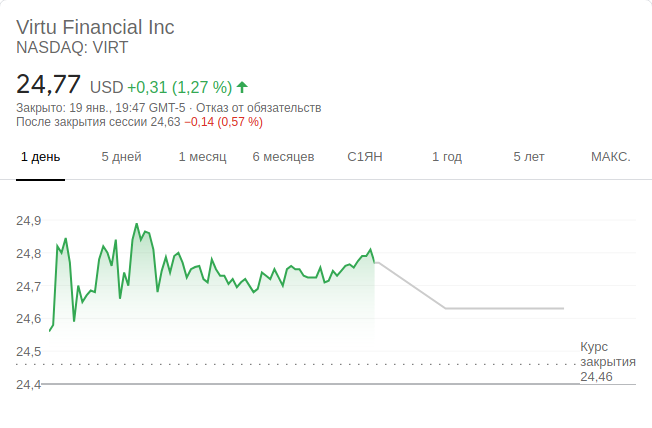 Virtu Financial Inc
NASDAQ: VIRT
24,77 USD +0,31 (1,27 %)
Закрыто: 19 янв., 19:47 GMT-5 · Отказ от обязательств
После закрытия сессии 24,63 −0,14 (0,57 %)
1 день 5 дней 1 месяц 6 месяцев С1ЯН 1 год 5 лет МАКС.
24,9
24,8
24,7
24,6
24,5
24,4
Курс
закрытия
24,46